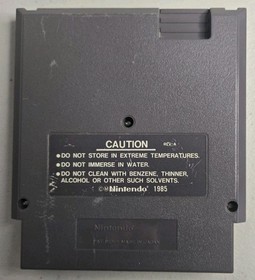 CAUTION REV-A
•DO NOT STORE IN EXTREME TEMPERATURES.
•DO NOT IMMERSE IN WATER.
•DO NOT CLEAN WITH BENZENE, THINNER,
ALCOHOL OR OTHER SUCH SOLVENTS.
©Nintendo® 1985
Nintendo